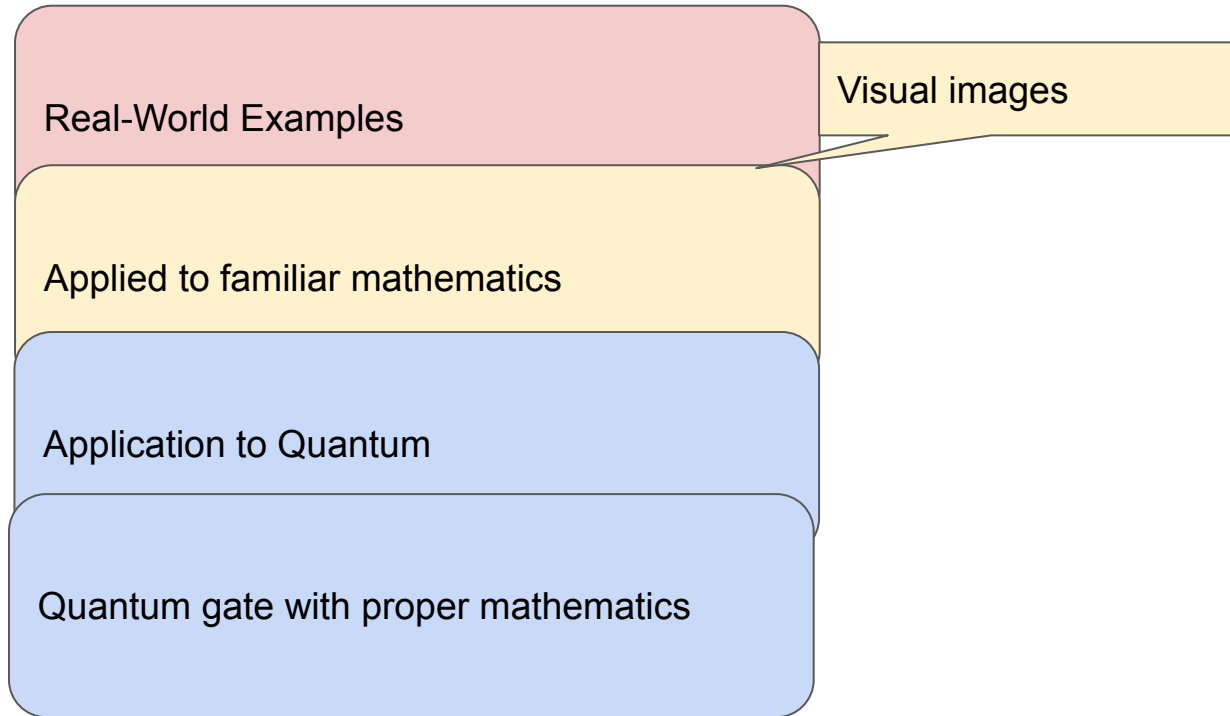 Real-World Examples
Visual images
Applied to familiar mathematics
Application to Quantum
Quantum gate with proper mathematics